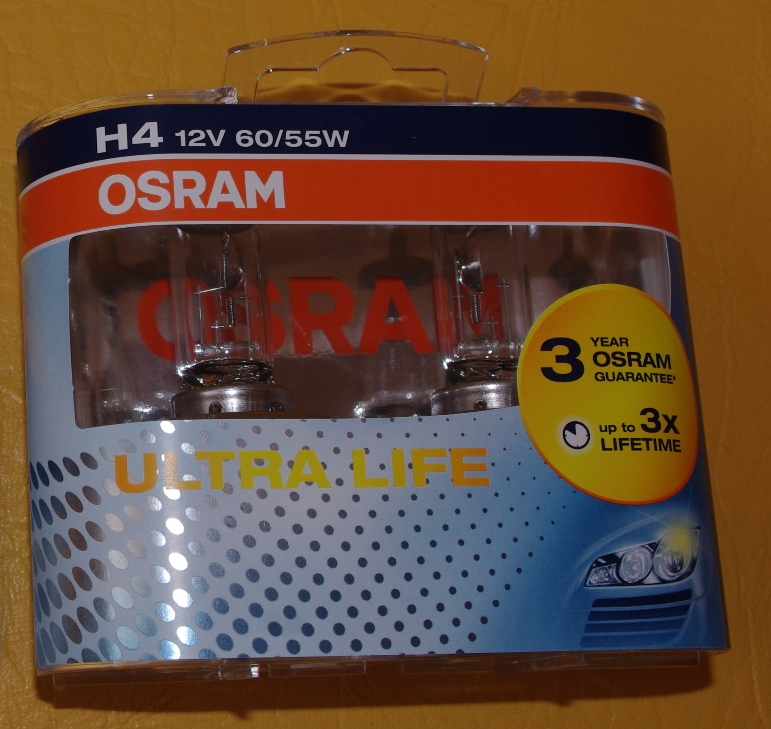 H4 12V 60/55W
OSRAM
OSRAM
3 YEAR
OSRAM
GUARANTEE*
up to 3x
LIFETIME
ULTRA LIFE